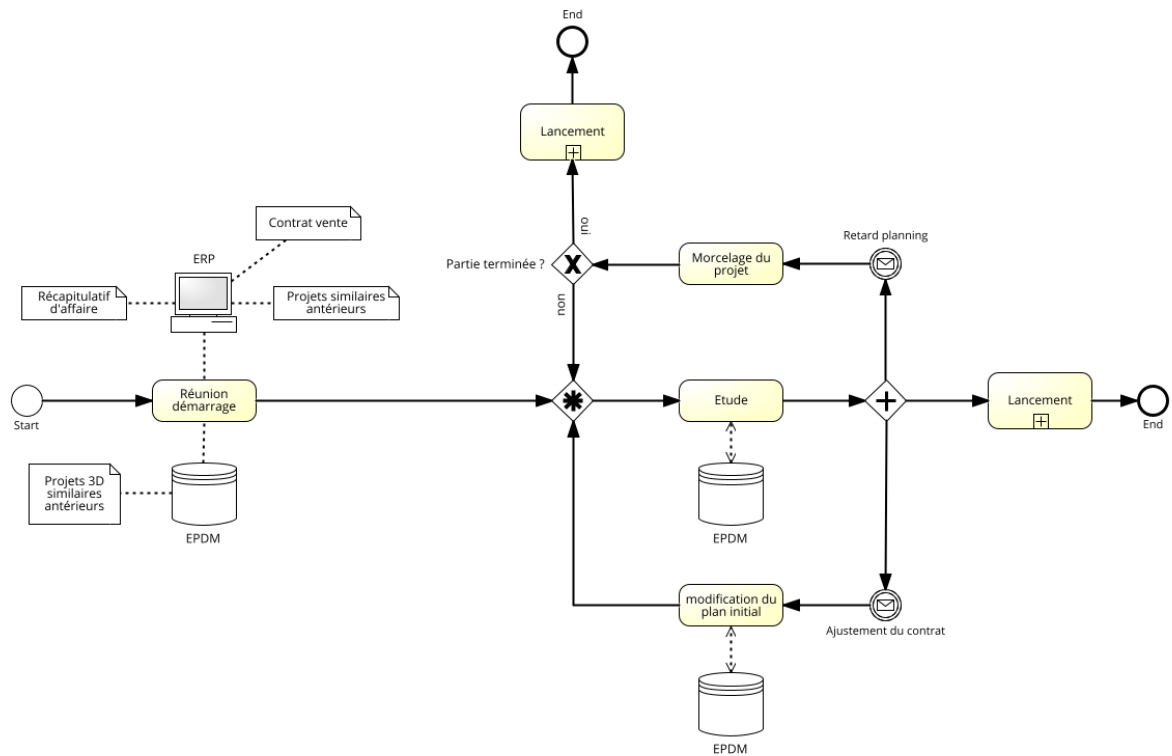 End
Lancement
oui
Partie terminée ?
non
Morcelage du
projet
Retard planning
Contrat vente
ERP
Récapitulatif
d'affaire
Projets similaires
antérieurs
Start
Réunion
démarrage
Etude
Lancement
End
Projets 3D
similaires
antérieurs
EPDM
EPDM
modification du
plan initial
Ajustement du contrat
EPDM